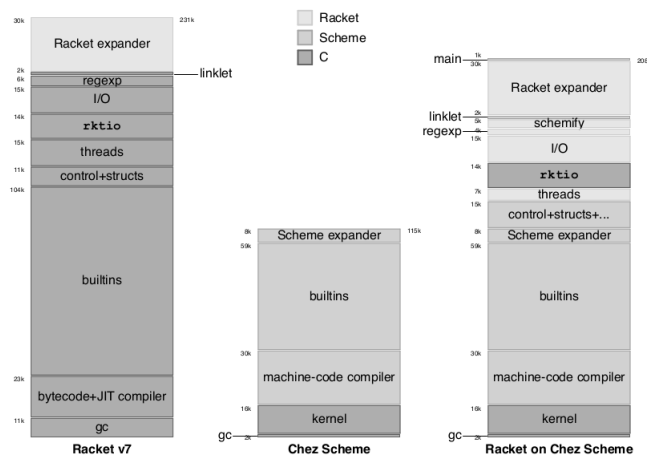 Racket
Scheme
C
30k
231k
Racket expander
2k
linklet
6k
regexp
15k
I/O
14k
rktio
15k
threads
11k
control+structs
104k
builtins
23k
bytecode+JIT compiler
11k
gc
Racket v7
8k
115k
Scheme expander
59k
builtins
30k
machine-code compiler
16k
kernel
gc
2k
Chez Scheme
main
1k
30k
Racket expander
linklet
2k
5k
schemify
regexp
15k
I/O
14k
rktio
7k
threads
15k
control+structs+...
8k
Scheme expander
59k
builtins
30k
machine-code compiler
16k
kernel
gc
2k
Racket on Chez Scheme